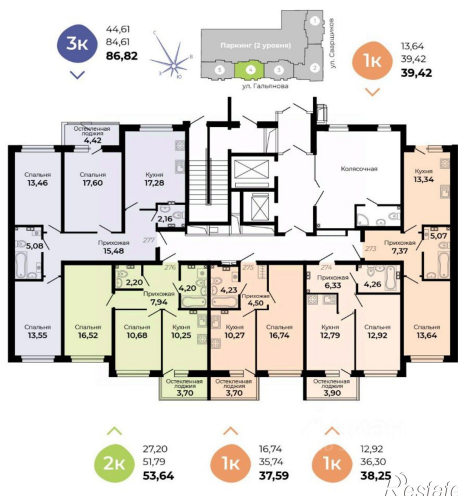 3к
44,61
84,61
86,82
С
З
В
Ю
Паркинг (2 уровня)
ул. Сварщиков
ул. Гальянова
1
2
3
4
5
1к
13,64
39,42
39,42
Остекленная лоджия
4,42
Спальня
13,46
Спальня
17,60
Кухня
17,28
2,16
5,08
Прихожая
15,48
277
Колясочная
Кухня
13,34
273
Прихожая
7,37
5,07
Спальня
13,55
Спальня
16,52
276
2,20
Прихожая
7,94
4,20
Спальня
10,68
Кухня
10,25
275
4,23
Прихожая
4,50
Кухня
10,27
Спальня
16,74
Прихожая
6,33
4,26
Кухня
12,79
Спальня
12,92
Спальня
13,64
Остекленная лоджия
3,70
Остекленная лоджия
3,70
Остекленная лоджия
3,90
2к
27,20
51,79
53,64
1к
16,74
35,74
37,59
1к
12,92
36,30
38,25
Restate